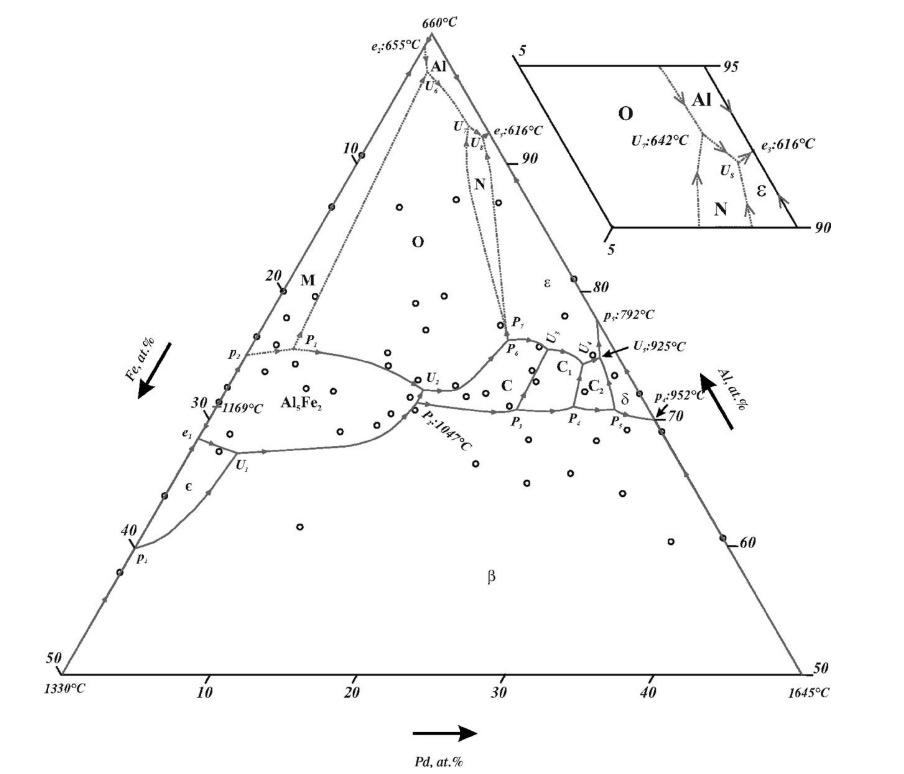 660°C
e₂:655°C
Al
U₆
U₇
U₈
e₃:616°C
10
90
N
O
20
M
ε
80
p₂
P₁
P₇
P₆
U₃
U₄
p₅:792°C
U₅:925°C
Fe, at.%
Al, at.%
30
1169°C
Al₅Fe₂
U₂
C
C₁
C₂
δ
p₄:952°C
70
e₁
P₂:1047°C
P₃
P₄
P₅
U₁
ϵ
40
p₁
60
β
50
1330°C
10
20
30
40
50
1645°C
Pd, at.%
5
95
O
Al
U₇:642°C
e₃:616°C
U₈
ε
N
5
90